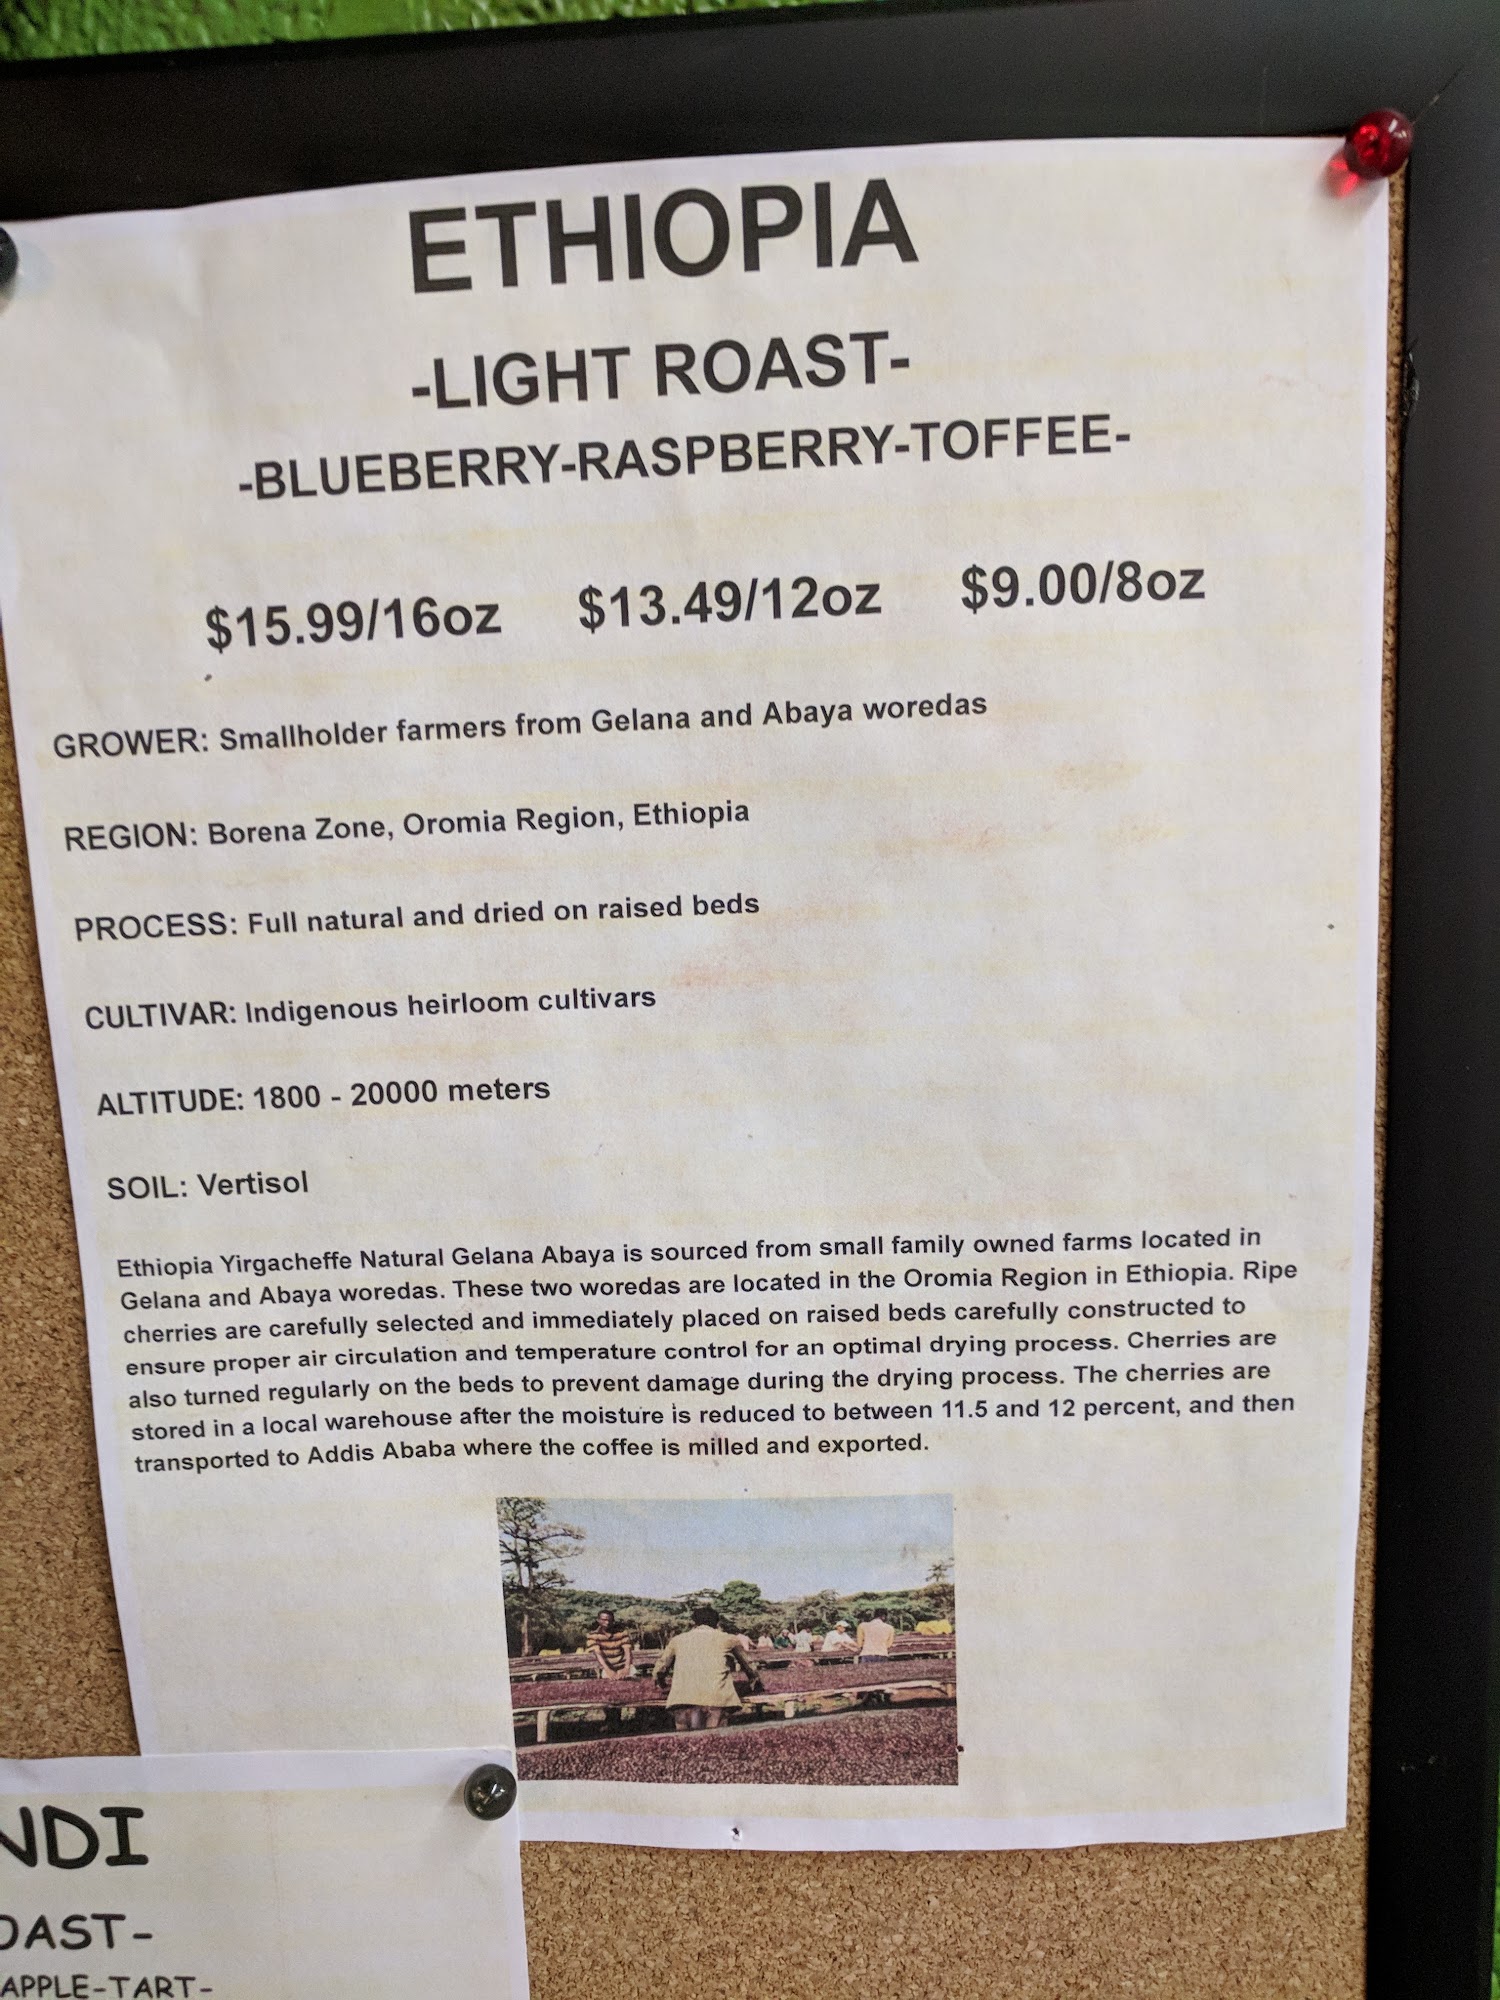 ETHIOPIA
-LIGHT ROAST-
-BLUEBERRY-RASPBERRY-TOFFEE-
$15.99/16oz $13.49/12oz $9.00/8oz
GROWER: Smallholder farmers from Gelana and Abaya woredas
REGION: Borena Zone, Oromia Region, Ethiopia
PROCESS: Full natural and dried on raised beds
CULTIVAR: Indigenous heirloom cultivars
ALTITUDE: 1800 - 20000 meters
SOIL: Vertisol
Ethiopia Yirgacheffe Natural Gelana Abaya is sourced from small family owned farms located in
Gelana and Abaya woredas. These two woredas are located in the Oromia Region in Ethiopia. Ripe
cherries are carefully selected and immediately placed on raised beds carefully constructed to
ensure proper air circulation and temperature control for an optimal drying process. Cherries are
also turned regularly on the beds to prevent damage during the drying process. The cherries are
stored in a local warehouse after the moisture is reduced to between 11.5 and 12 percent, and then
transported to Addis Ababa where the coffee is milled and exported.
NDI
OAST-
APPLE-TART-